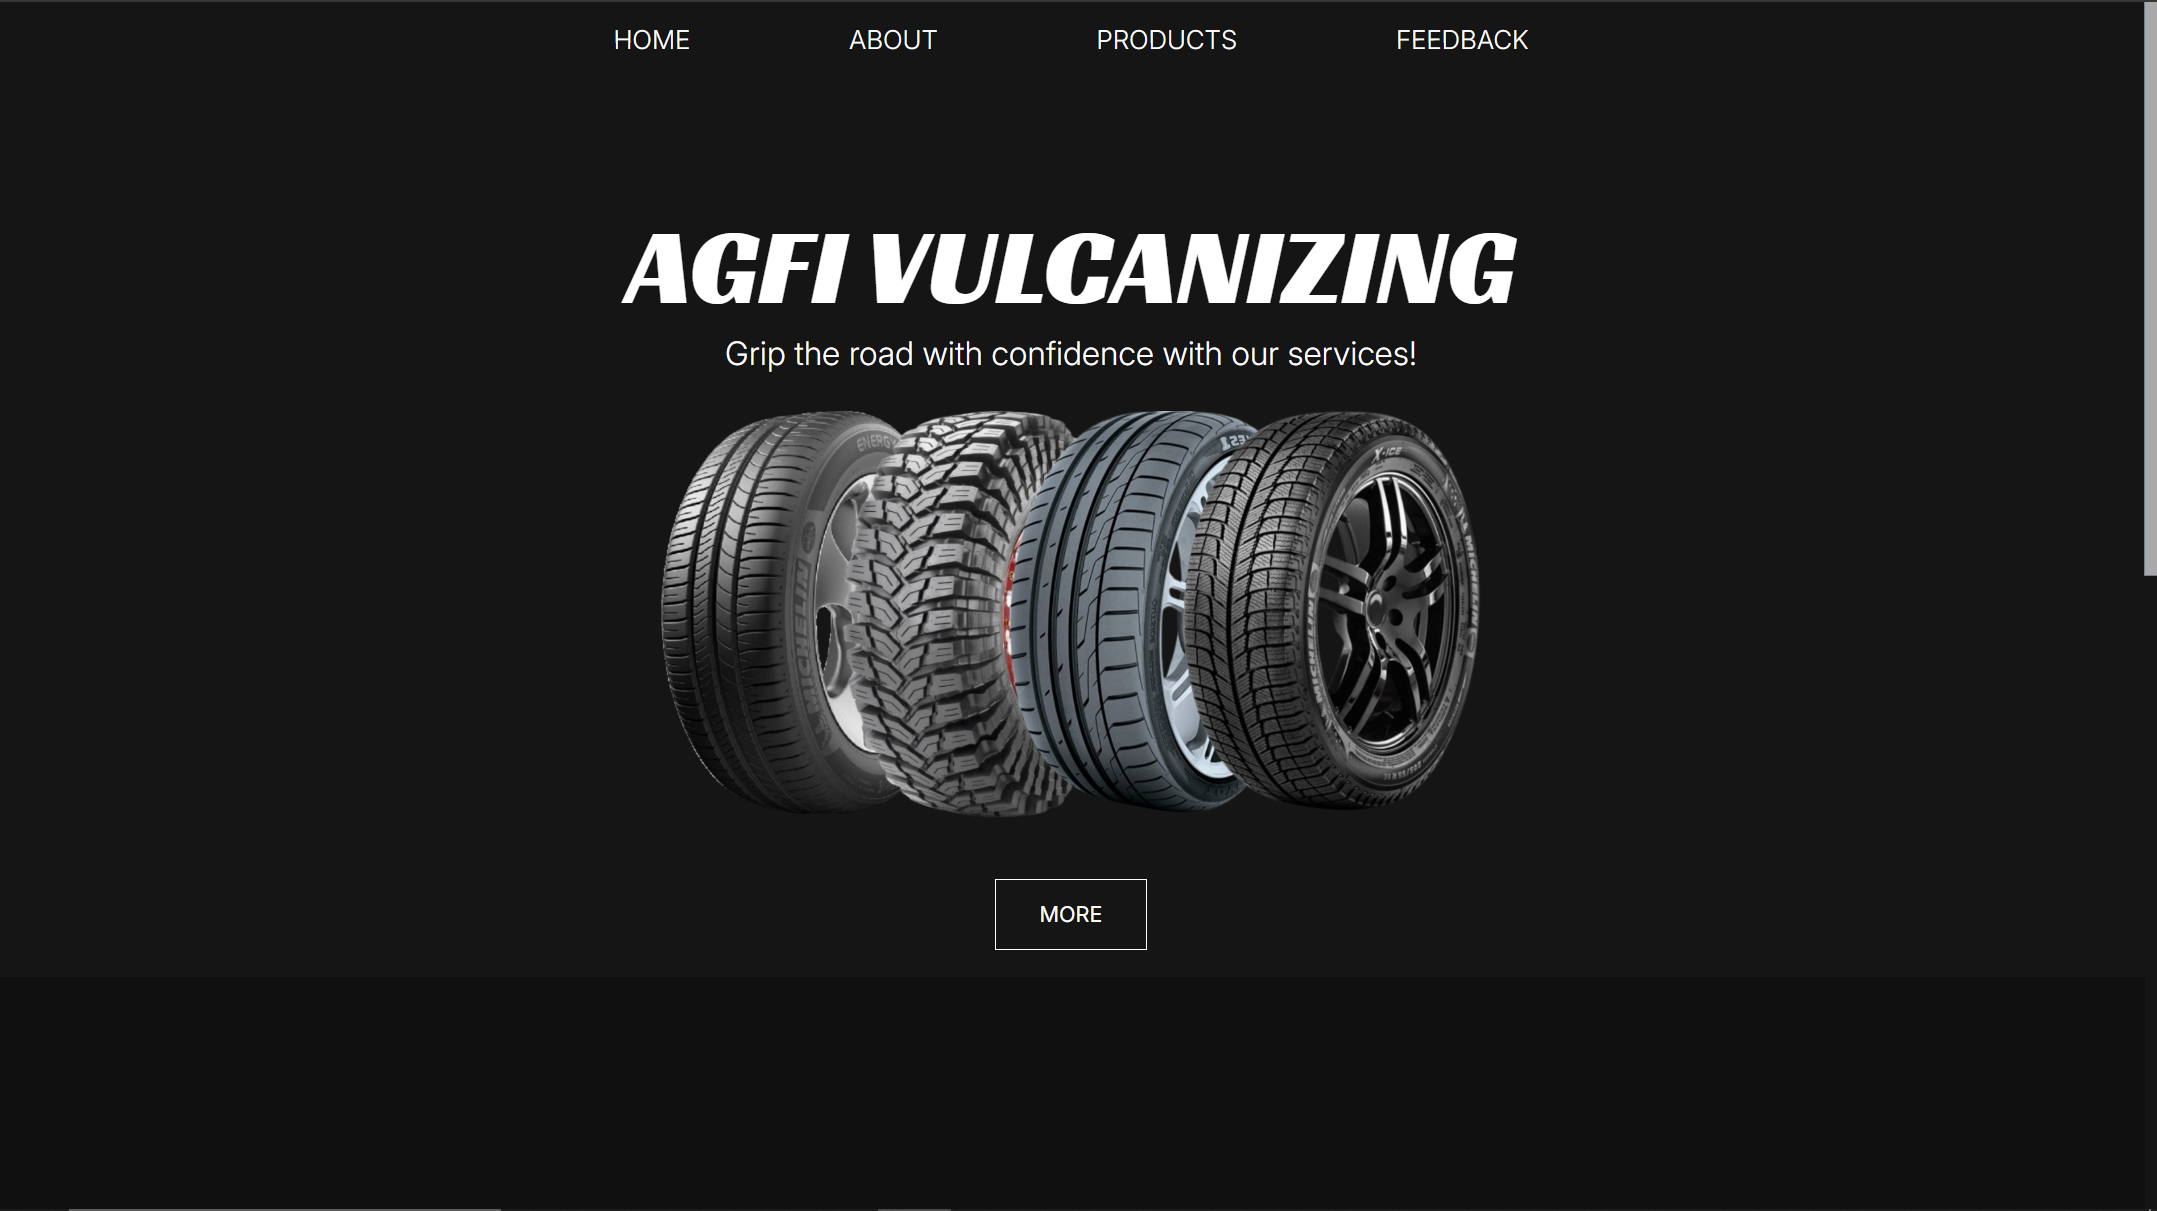 HOME ABOUT PRODUCTS FEEDBACK
AGFI VULCANIZING
Grip the road with confidence with our services!
ENERGY
MICHELIN
X-ICE
MICHELIN
MICHELIN
MORE